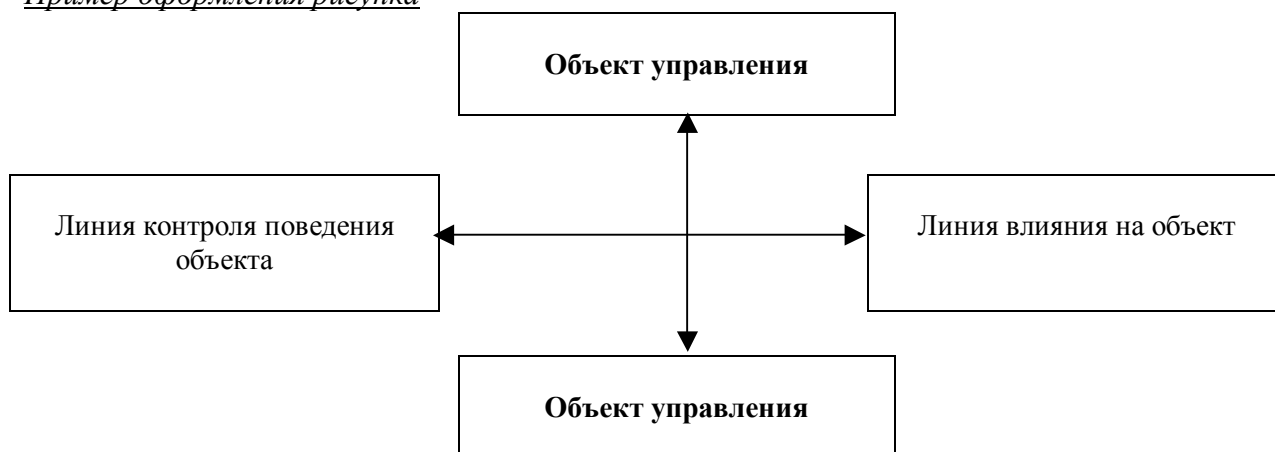 Пример оформления рисунка
Объект управления
Линия контроля поведения
объекта
Линия влияния на объект
Объект управления